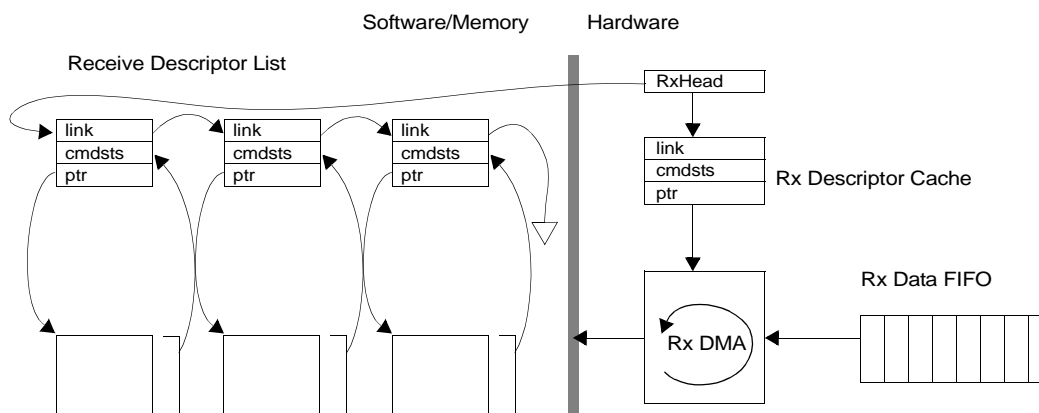 Software/Memory
Hardware
Receive Descriptor List
RxHead
link
cmdsts
ptr
link
cmdsts
ptr
link
cmdsts
ptr
link
cmdsts
ptr
Rx Descriptor Cache
Rx Data FIFO
Rx DMA